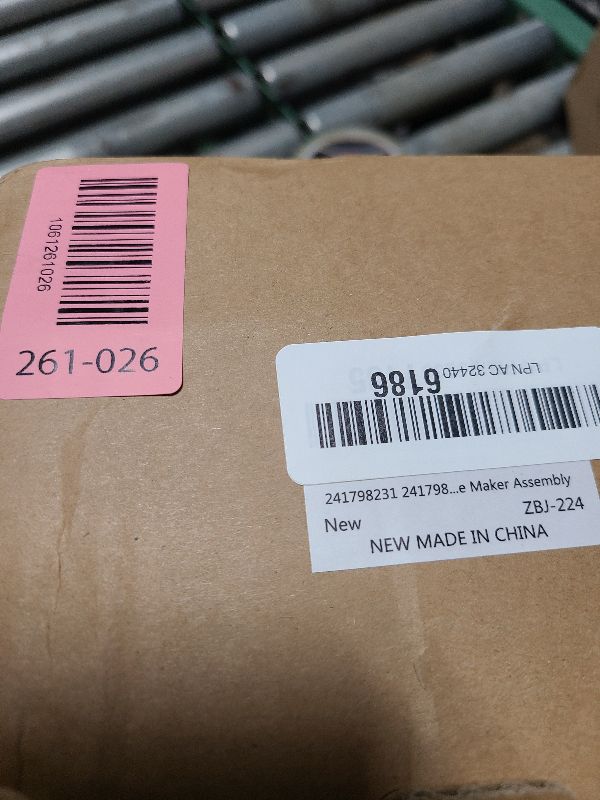 1061261026
261-026
LPN AC 32440 6186
241798231 241798...e Maker Assembly
New
ZBJ-224
NEW MADE IN CHINA